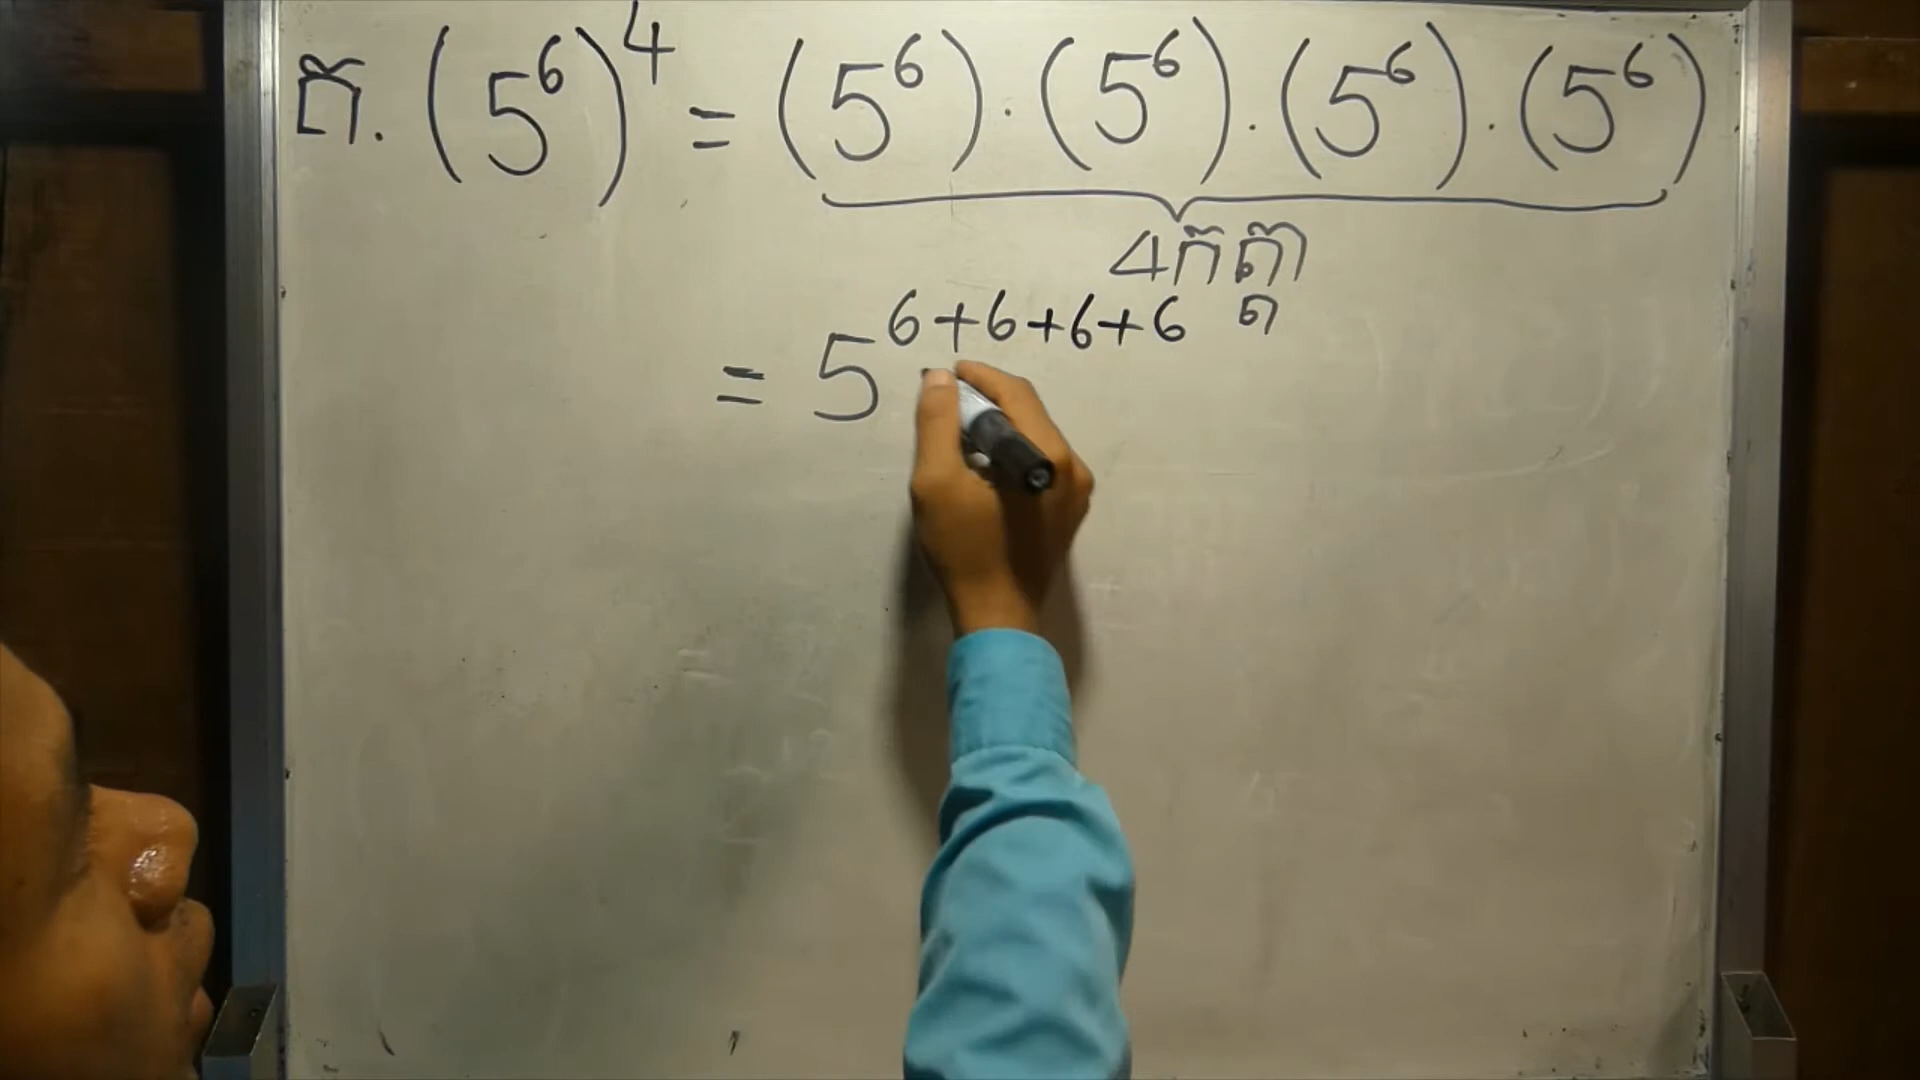 គ. (5⁶)⁴ = (5⁶) · (5⁶) · (5⁶) · (5⁶)
4កត្តា
= 5⁶⁺⁶⁺⁶⁺⁶